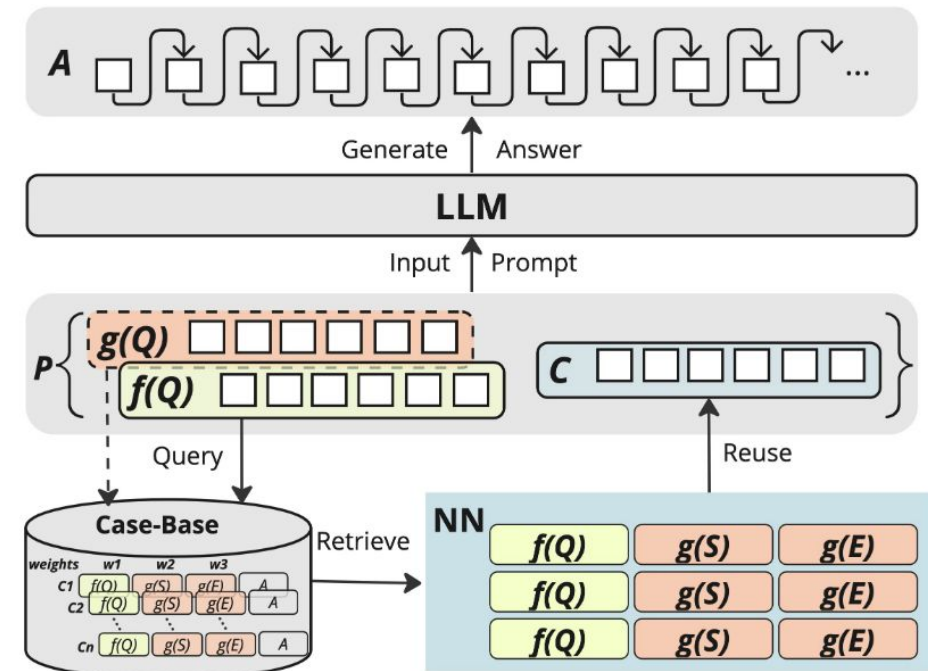 A ...
Generate Answer
LLM
Input Prompt
P g(Q)
f(Q)
C
Query
Reuse
Case-Base
Retrieve
NN
weights w1 w2 w3
C1 f(Q) g(S) g(E) A
C2 f(Q) g(S) g(E) A
Cn f(Q) g(S) g(E) A
f(Q) g(S) g(E)
f(Q) g(S) g(E)
f(Q) g(S) g(E)